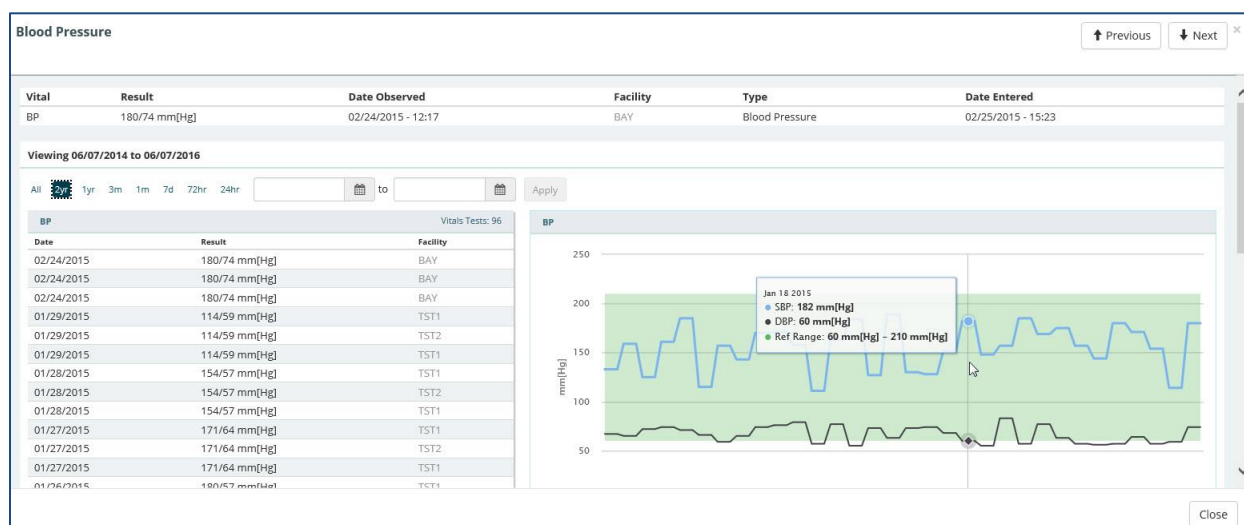 Blood Pressure
Previous
Next
×
Vital Result Date Observed Facility Type Date Entered
BP 180/74 mm[Hg] 02/24/2015 - 12:17 BAY Blood Pressure 02/25/2015 - 15:23
Viewing 06/07/2014 to 06/07/2016
All 2yr 1yr 3m 1m 7d 72hr 24hr to Apply
BP Vitals Tests: 96
Date Result Facility
02/24/2015 180/74 mm[Hg] BAY
02/24/2015 180/74 mm[Hg] BAY
02/24/2015 180/74 mm[Hg] BAY
01/29/2015 114/59 mm[Hg] TST1
01/29/2015 114/59 mm[Hg] TST2
01/29/2015 114/59 mm[Hg] TST1
01/28/2015 154/57 mm[Hg] TST1
01/28/2015 154/57 mm[Hg] TST2
01/28/2015 154/57 mm[Hg] TST1
01/27/2015 171/64 mm[Hg] TST1
01/27/2015 171/64 mm[Hg] TST2
01/27/2015 171/64 mm[Hg] TST1
01/26/2015 180/57 mm[Hg] TST1
BP
250
200
150
100
50
mm[Hg]
Jan 18 2015
SBP: 182 mm[Hg]
DBP: 60 mm[Hg]
Ref Range: 60 mm[Hg] – 210 mm[Hg]
Close